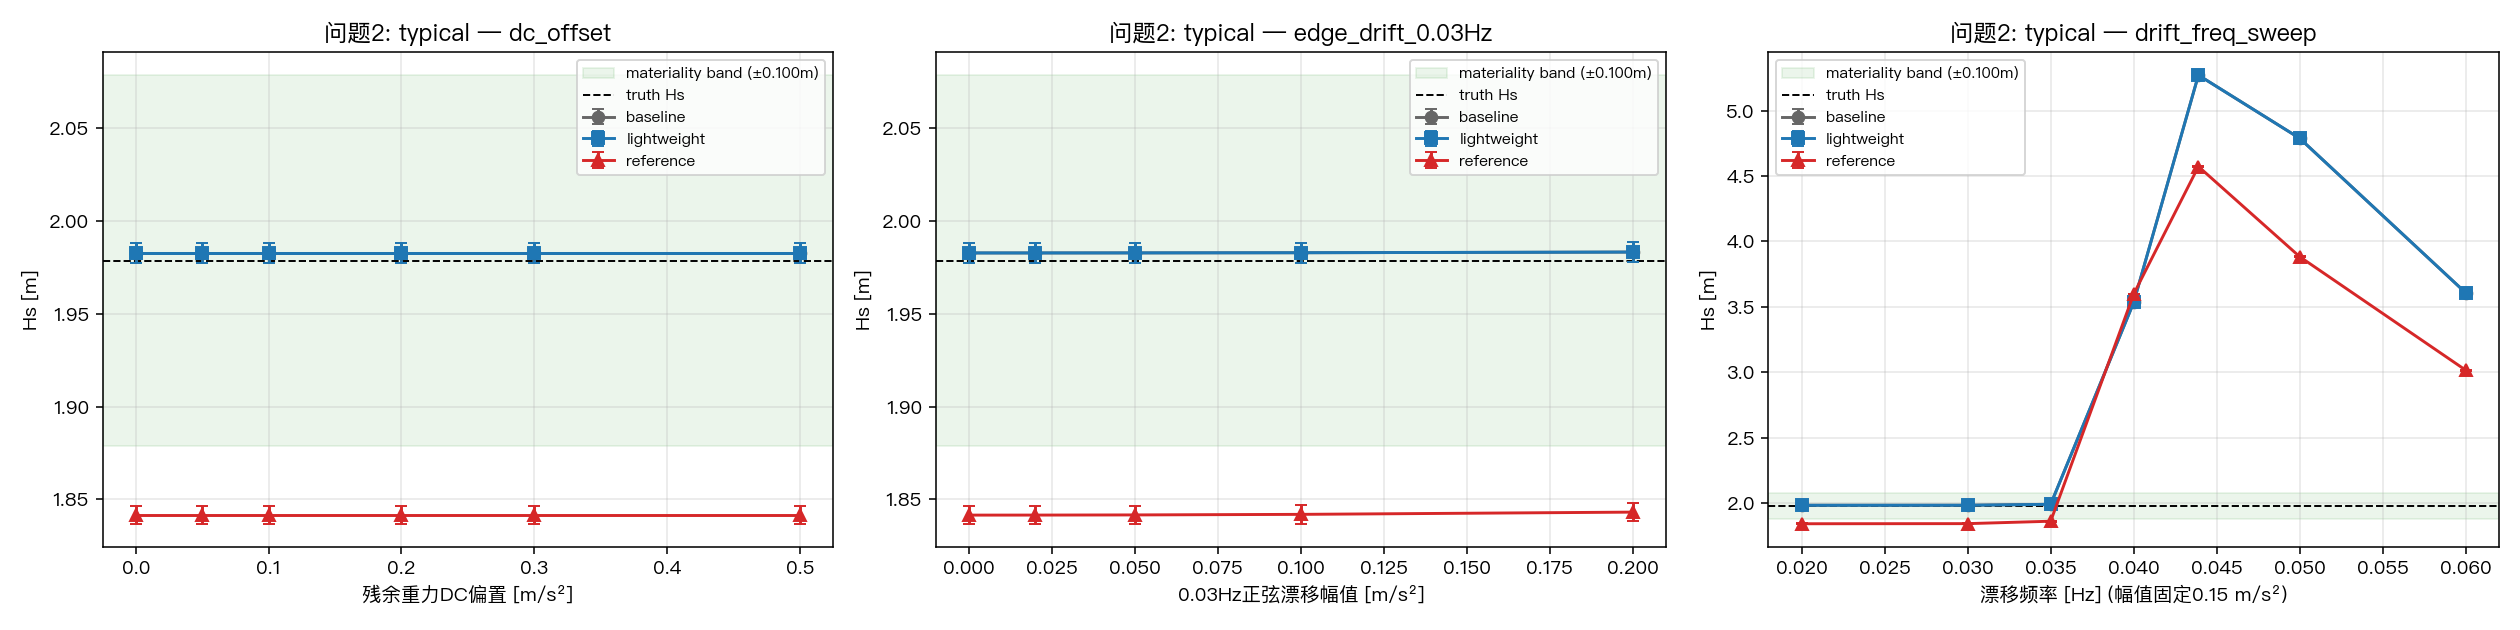 问题2: typical — dc_offset
materiality band (±0.100m)
truth Hs
baseline
lightweight
reference
Hs [m]
2.05
2.00
1.95
1.90
1.85
0.0
0.1
0.2
0.3
0.4
0.5
残余重力DC偏置 [m/s²]
问题2: typical — edge_drift_0.03Hz
materiality band (±0.100m)
truth Hs
baseline
lightweight
reference
Hs [m]
2.05
2.00
1.95
1.90
1.85
0.000
0.025
0.050
0.075
0.100
0.125
0.150
0.175
0.200
0.03Hz正弦漂移幅值 [m/s²]
问题2: typical — drift_freq_sweep
materiality band (±0.100m)
truth Hs
baseline
lightweight
reference
Hs [m]
5.0
4.5
4.0
3.5
3.0
2.5
2.0
0.020
0.025
0.030
0.035
0.040
0.045
0.050
0.055
0.060
漂移频率 [Hz] (幅值固定0.15 m/s²)